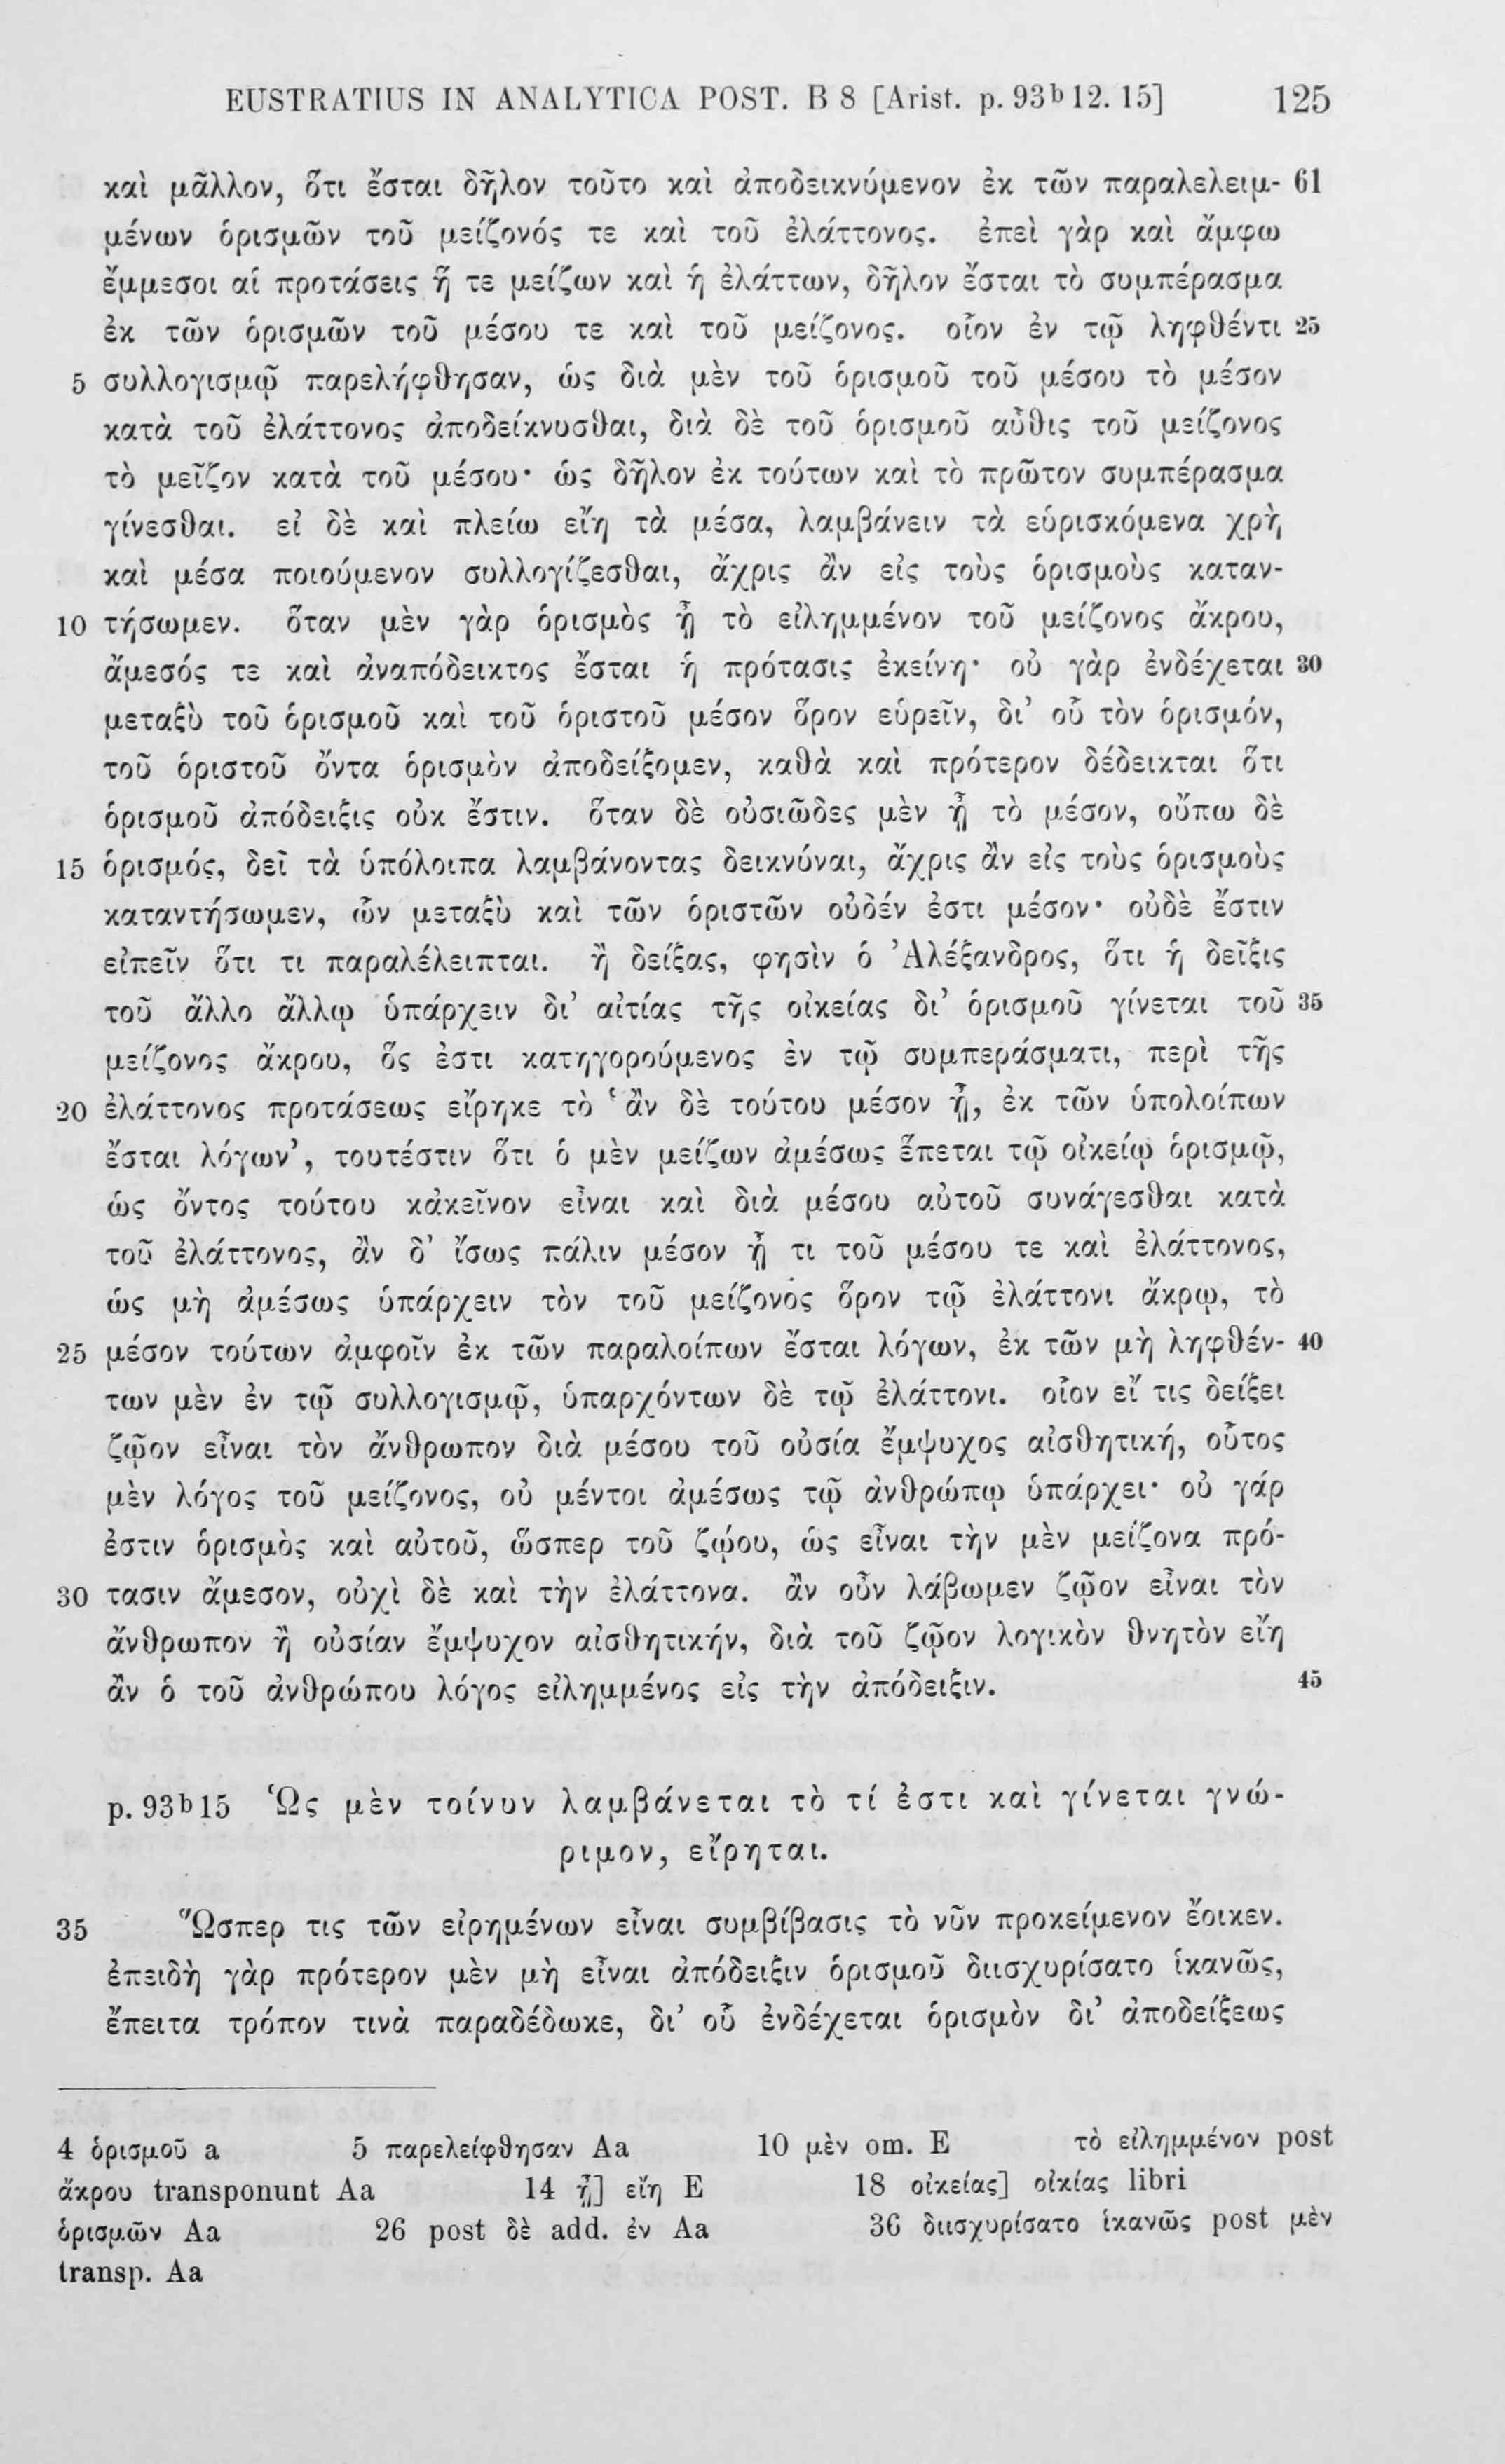 EUSTRATIUS IN ANALYTICA POST. B 8 [Arist. p. 93ᵇ12. 15] 125
καὶ μᾶλλον, ὅτι ἔσται δῆλον τοῦτο καὶ ἀποδεικνύμενον ἐκ τῶν παραλελειμ- 61
μένων ὁρισμῶν τοῦ μείζονός τε καὶ τοῦ ἐλάττονος. ἐπεὶ γὰρ καὶ ἄμφω
ἔμμεσοι αἱ προτάσεις ἥ τε μείζων καὶ ἡ ἐλάττων, δῆλον ἔσται τὸ συμπέρασμα
ἐκ τῶν ὁρισμῶν τοῦ μέσου τε καὶ τοῦ μείζονος. οἷον ἐν τῷ ληφθέντι 25
5 συλλογισμῷ παρελήφθησαν, ὡς διὰ μὲν τοῦ ὁρισμοῦ τοῦ μέσου τὸ μέσον
κατὰ τοῦ ἐλάττονος ἀποδείκνυσθαι, διὰ δὲ τοῦ ὁρισμοῦ αὖθις τοῦ μείζονος
τὸ μεῖζον κατὰ τοῦ μέσου· ὡς δῆλον ἐκ τούτων καὶ τὸ πρῶτον συμπέρασμα
γίνεσθαι. εἰ δὲ καὶ πλείω εἴη τὰ μέσα, λαμβάνειν τὰ εὑρισκόμενα χρὴ
καὶ μέσα ποιούμενον συλλογίζεσθαι, ἄχρις ἂν εἰς τοὺς ὁρισμοὺς καταν-
10 τήσωμεν. ὅταν μὲν γὰρ ὁρισμὸς ᾖ τὸ εἰλημμένον τοῦ μείζονος ἄκρου,
ἄμεσός τε καὶ ἀναπόδεικτος ἔσται ἡ πρότασις ἐκείνη· οὐ γὰρ ἐνδέχεται 30
μεταξὺ τοῦ ὁρισμοῦ καὶ τοῦ ὁριστοῦ μέσον ὅρον εὑρεῖν, δι’ οὗ τὸν ὁρισμόν,
τοῦ ὁριστοῦ ὄντα ὁρισμὸν ἀποδείξομεν, καθὰ καὶ πρότερον δέδεικται ὅτι
ὁρισμοῦ ἀπόδειξις οὐκ ἔστιν. ὅταν δὲ οὐσιῶδες μὲν ᾖ τὸ μέσον, οὔπω δὲ
15 ὁρισμός, δεῖ τὰ ὑπόλοιπα λαμβάνοντας δεικνύναι, ἄχρις ἂν εἰς τοὺς ὁρισμοὺς
καταντήσωμεν, ὧν μεταξὺ καὶ τῶν ὁριστῶν οὐδέν ἐστι μέσον· οὐδὲ ἔστιν
εἰπεῖν ὅτι τι παραλέλειπται. ἢ δείξας, φησὶν ὁ Ἀλέξανδρος, ὅτι ἡ δεῖξις
τοῦ ἄλλο ἄλλῳ ὑπάρχειν δι’ αἰτίας τῆς οἰκείας δι’ ὁρισμοῦ γίνεται τοῦ 35
μείζονος ἄκρου, ὅς ἐστι κατηγορούμενος ἐν τῷ συμπεράσματι, περὶ τῆς
20 ἐλάττονος προτάσεως εἴρηκε τὸ ‘ἂν δὲ τούτου μέσον ᾖ, ἐκ τῶν ὑπολοίπων
ἔσται λόγων’, τουτέστιν ὅτι ὁ μὲν μείζων ἀμέσως ἕπεται τῷ οἰκείῳ ὁρισμῷ,
ὡς ὄντος τούτου κἀκεῖνον εἶναι καὶ διὰ μέσου αὐτοῦ συνάγεσθαι κατὰ
τοῦ ἐλάττονος, ἂν δ’ ἴσως πάλιν μέσον ᾖ τι τοῦ μέσου τε καὶ ἐλάττονος,
ὡς μὴ ἀμέσως ὑπάρχειν τὸν τοῦ μείζονος ὅρον τῷ ἐλάττονι ἄκρῳ, τὸ
25 μέσον τούτων ἀμφοῖν ἐκ τῶν παραλοίπων ἔσται λόγων, ἐκ τῶν μὴ ληφθέν- 40
των μὲν ἐν τῷ συλλογισμῷ, ὑπαρχόντων δὲ τῷ ἐλάττονι. οἷον εἴ τις δείξει
ζῷον εἶναι τὸν ἄνθρωπον διὰ μέσου τοῦ οὐσία ἔμψυχος αἰσθητική, οὗτος
μὲν λόγος τοῦ μείζονος, οὐ μέντοι ἀμέσως τῷ ἀνθρώπῳ ὑπάρχει· οὐ γάρ
ἐστιν ὁρισμὸς καὶ αὐτοῦ, ὥσπερ τοῦ ζῴου, ὡς εἶναι τὴν μὲν μείζονα πρό-
30 τασιν ἄμεσον, οὐχὶ δὲ καὶ τὴν ἐλάττονα. ἂν οὖν λάβωμεν ζῷον εἶναι τὸν
ἄνθρωπον ἢ οὐσίαν ἔμψυχον αἰσθητικήν, διὰ τοῦ ζῷον λογικὸν θνητὸν εἴη
ἂν ὁ τοῦ ἀνθρώπου λόγος εἰλημμένος εἰς τὴν ἀπόδειξιν. 45
p. 93ᵇ15 Ὡς μὲν τοίνυν λαμβάνεται τὸ τί ἐστι καὶ γίνεται γνώ-
ριμον, εἴρηται.
35 Ὥσπερ τις τῶν εἰρημένων εἶναι συμβίβασις τὸ νῦν προκείμενον ἔοικεν.
ἐπειδὴ γὰρ πρότερον μὲν μὴ εἶναι ἀπόδειξιν ὁρισμοῦ διισχυρίσατο ἱκανῶς,
ἔπειτα τρόπον τινὰ παραδέδωκε, δι’ οὗ ἐνδέχεται ὁρισμὸν δι’ ἀποδείξεως
4 ὁρισμοῦ a 5 παρελείφθησαν Aa 10 μὲν om. E τὸ εἰλημμένον post
ἄκρου transponunt Aa 14 ᾖ] εἴη E 18 οἰκείας] οἰκίας libri
ὁρισμῶν Aa 26 post δὲ add. ἐν Aa 36 διισχυρίσατο ἱκανῶς post μὲν
transp. Aa